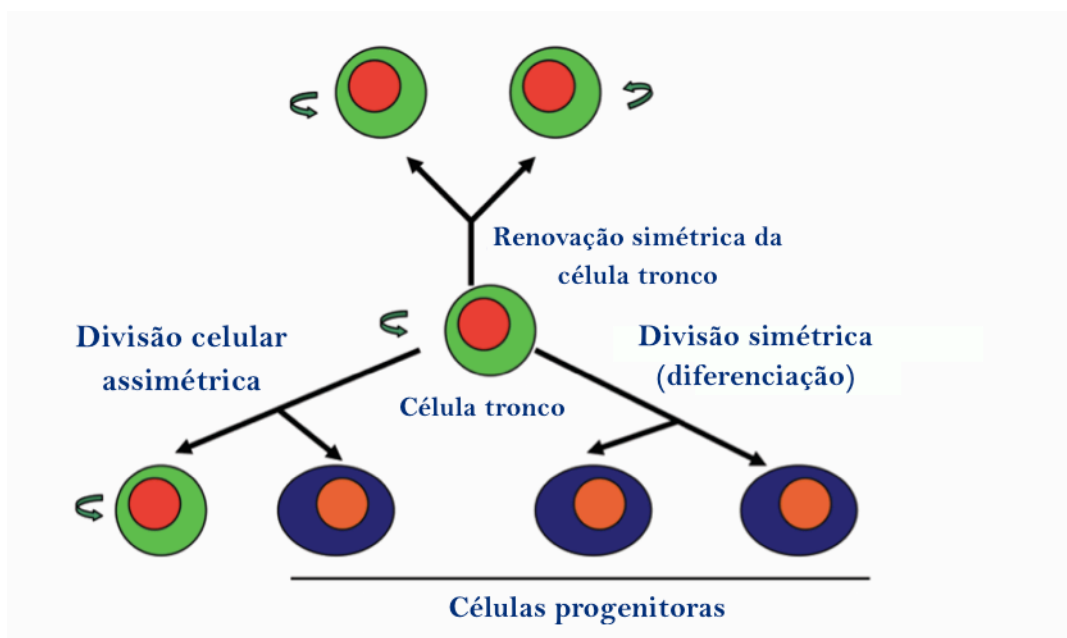 Renovação simétrica da
célula tronco
Divisão celular
assimétrica
Divisão simétrica
(diferenciação)
Célula tronco
Células progenitoras